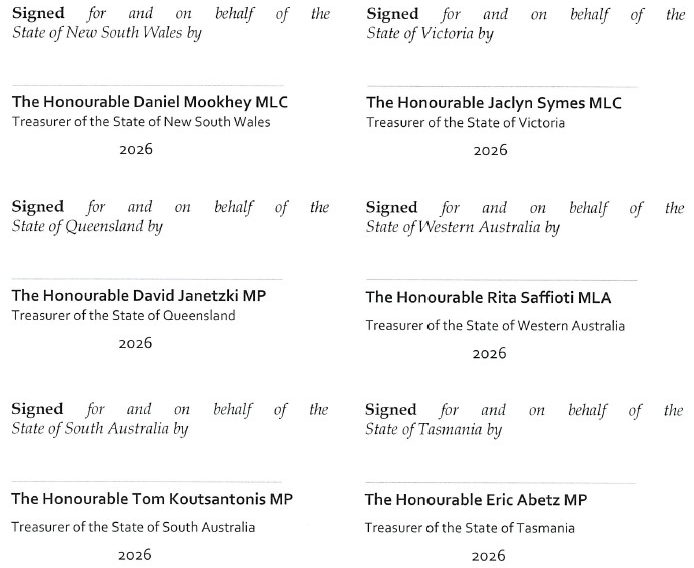 Signed for and on behalf of the
State of New South Wales by
The Honourable Daniel Mookhey MLC
Treasurer of the State of New South Wales
2026
Signed for and on behalf of the
State of Victoria by
The Honourable Jaclyn Symes MLC
Treasurer of the State of Victoria
2026
Signed for and on behalf of the
State of Queensland by
The Honourable David Janetzki MP
Treasurer of the State of Queensland
2026
Signed for and on behalf of the
State of Western Australia by
The Honourable Rita Saffioti MLA
Treasurer of the State of Western Australia
2026
Signed for and on behalf of the
State of South Australia by
The Honourable Tom Koutsantonis MP
Treasurer of the State of South Australia
2026
Signed for and on behalf of the
State of Tasmania by
The Honourable Eric Abetz MP
Treasurer of the State of Tasmania
2026